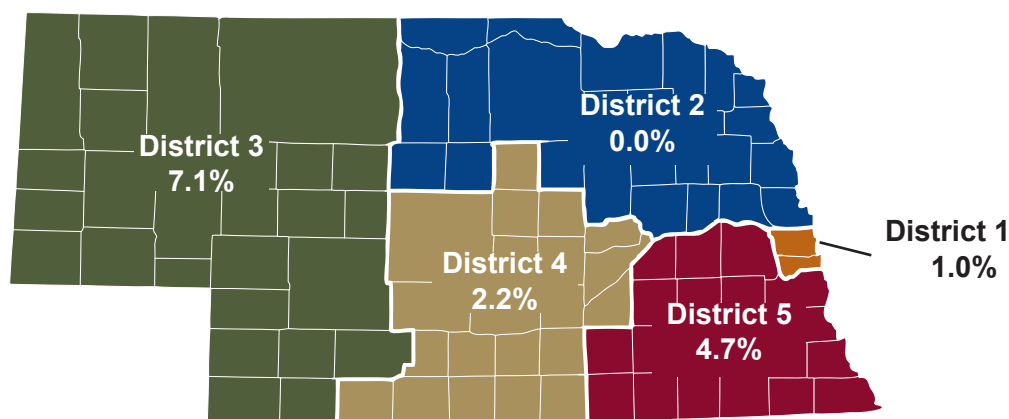 District 2
0.0%
District 3
7.1%
District 1
1.0%
District 4
2.2%
District 5
4.7%